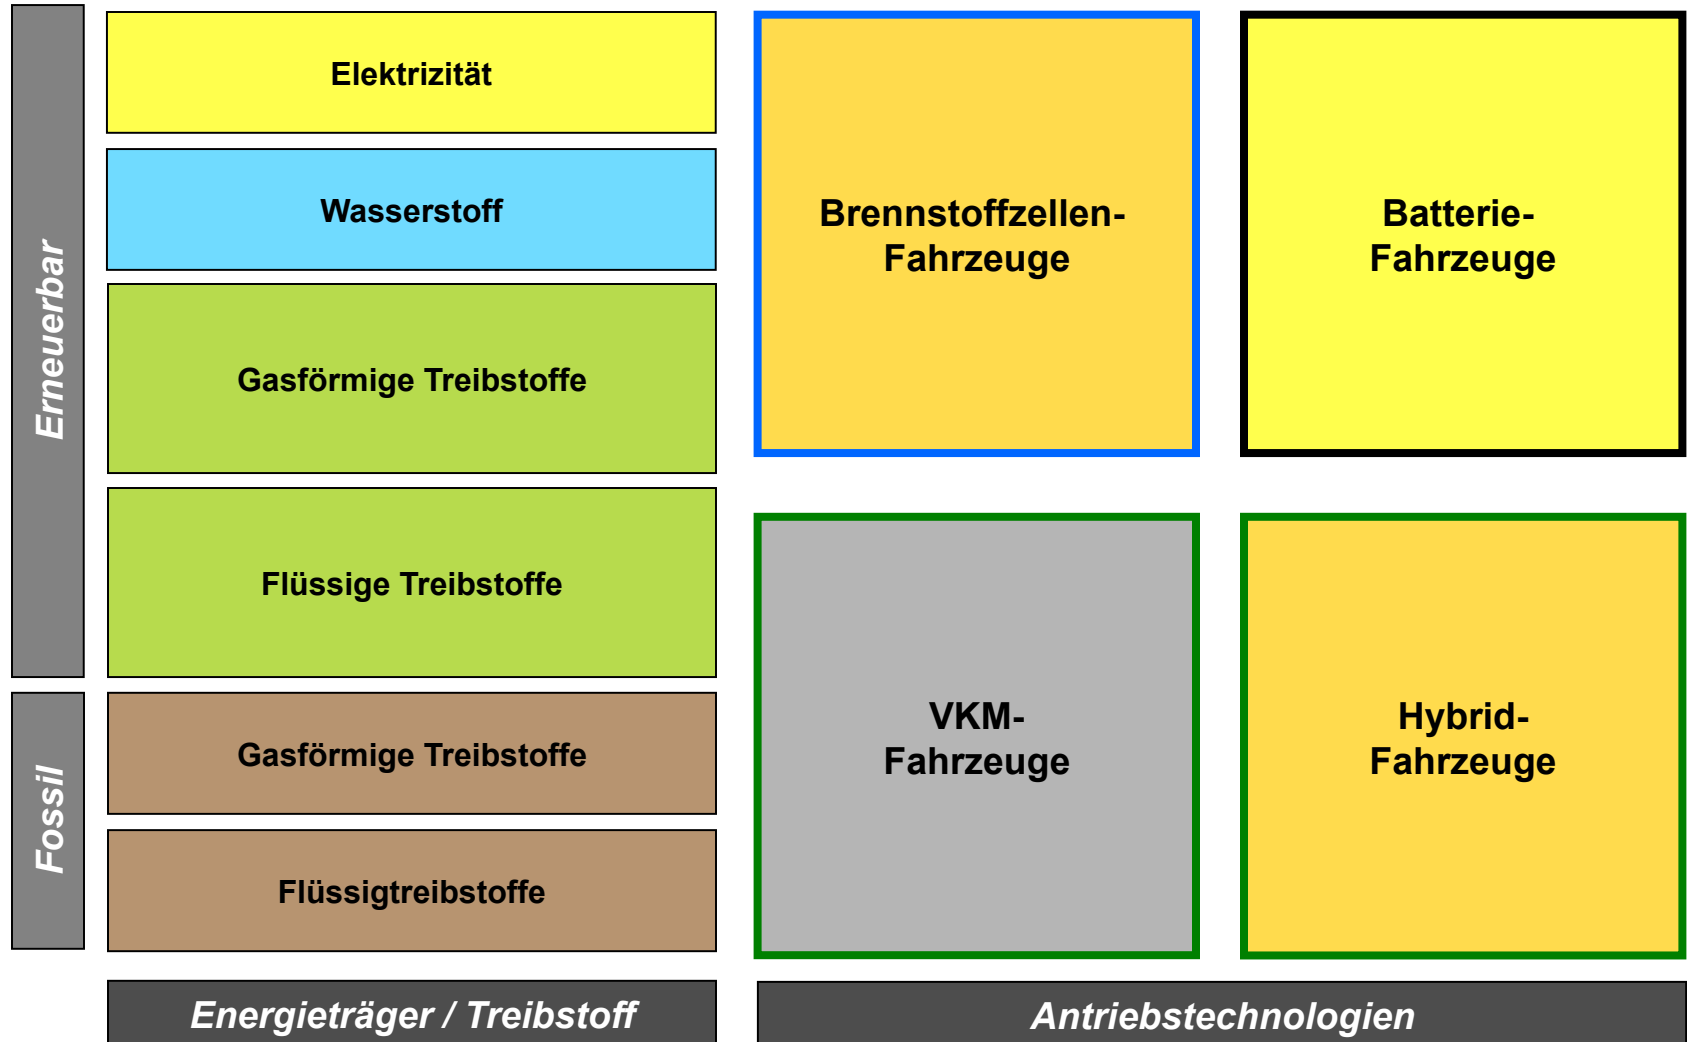 Erneuerbar
Elektrizität
Wasserstoff
Gasförmige Treibstoffe
Flüssige Treibstoffe
Fossil
Gasförmige Treibstoffe
Flüssigtreibstoffe
Energieträger / Treibstoff
Brennstoffzellen-
Fahrzeuge
Batterie-
Fahrzeuge
VKM-
Fahrzeuge
Hybrid-
Fahrzeuge
Antriebstechnologien